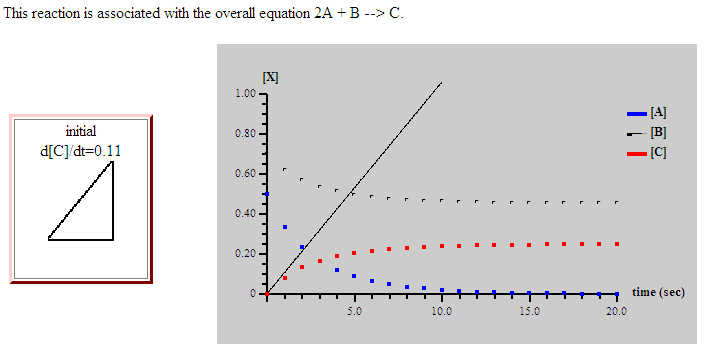 This reaction is associated with the overall equation 2A + B --> C.
initial
d[C]/dt=0.11
[X]
1.00
0.80
0.60
0.40
0.20
0
5.0
10.0
15.0
20.0
time (sec)
[A]
[B]
[C]